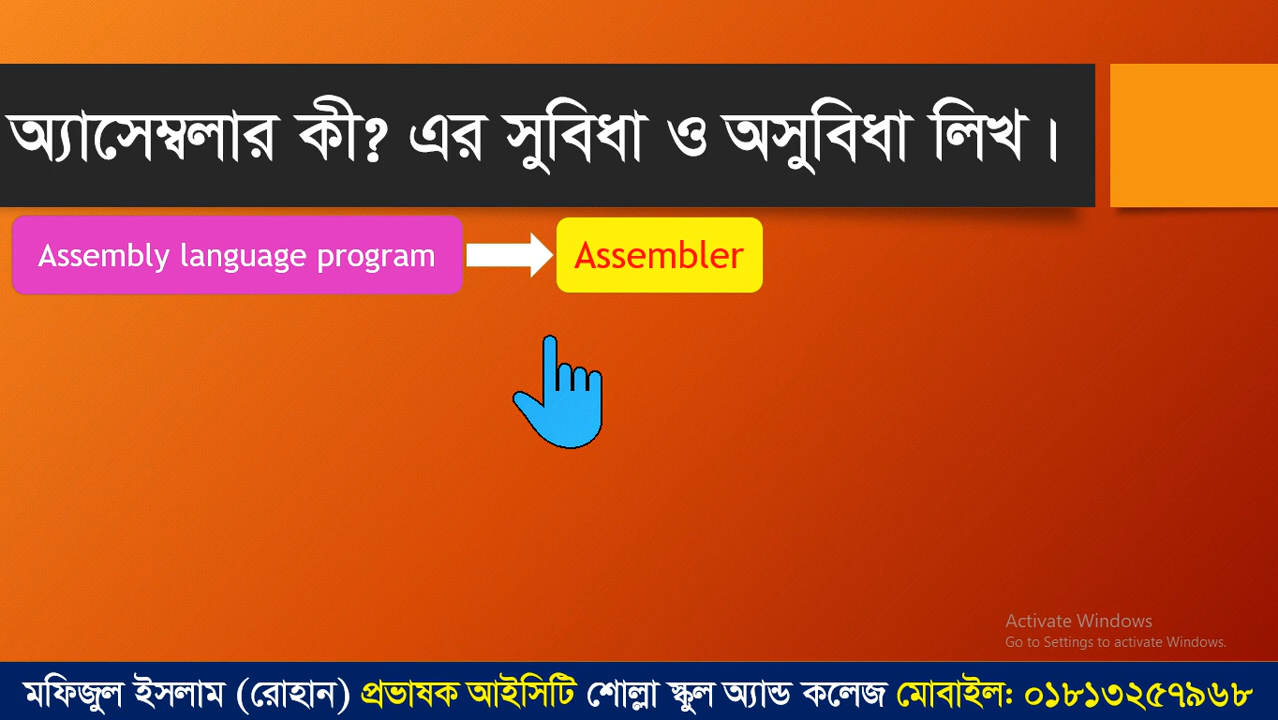 অ্যাসেম্বলার কী? এর সুবিধা ও অসুবিধা লিখ।
Assembly language program
Assembler
Activate Windows
Go to Settings to activate Windows.
মফিজুল ইসলাম (রোহান) প্রভাষক আইসিটি শোল্লা স্কুল অ্যান্ড কলেজ মোবাইল: ০১৮১৩২৫৭৯৬৮